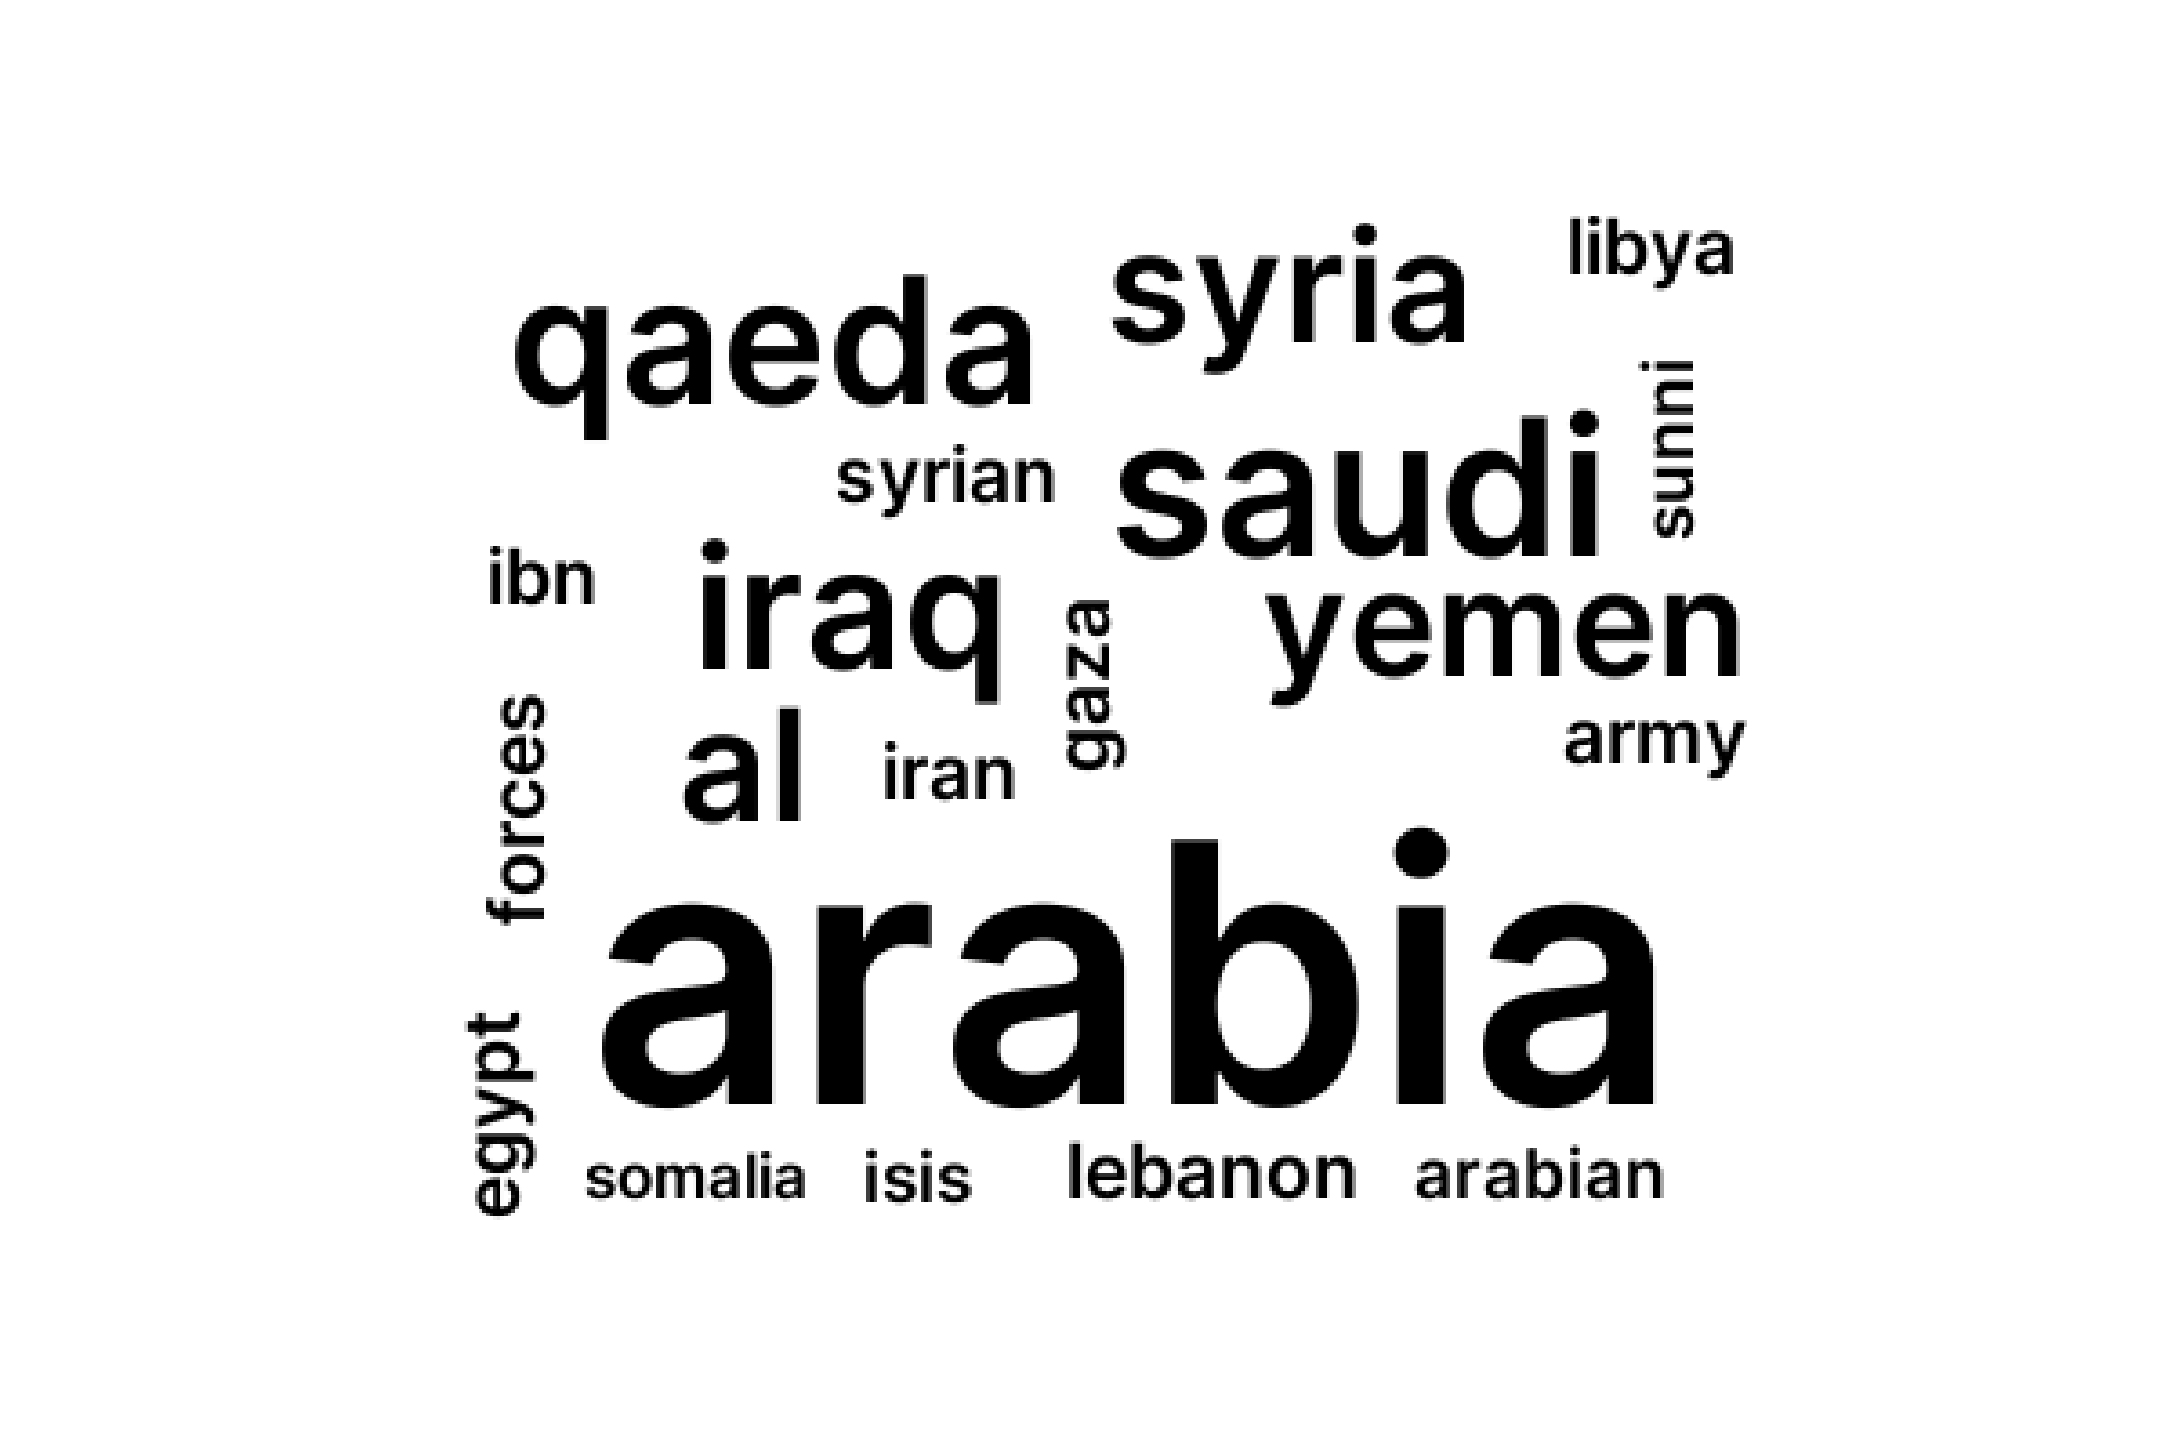 libya
syria
qaeda
sunni
saudi
syrian
ibn
iraq
yemen
gaza
forces
al
iran
army
arabia
egypt
somalia
isis
lebanon
arabian